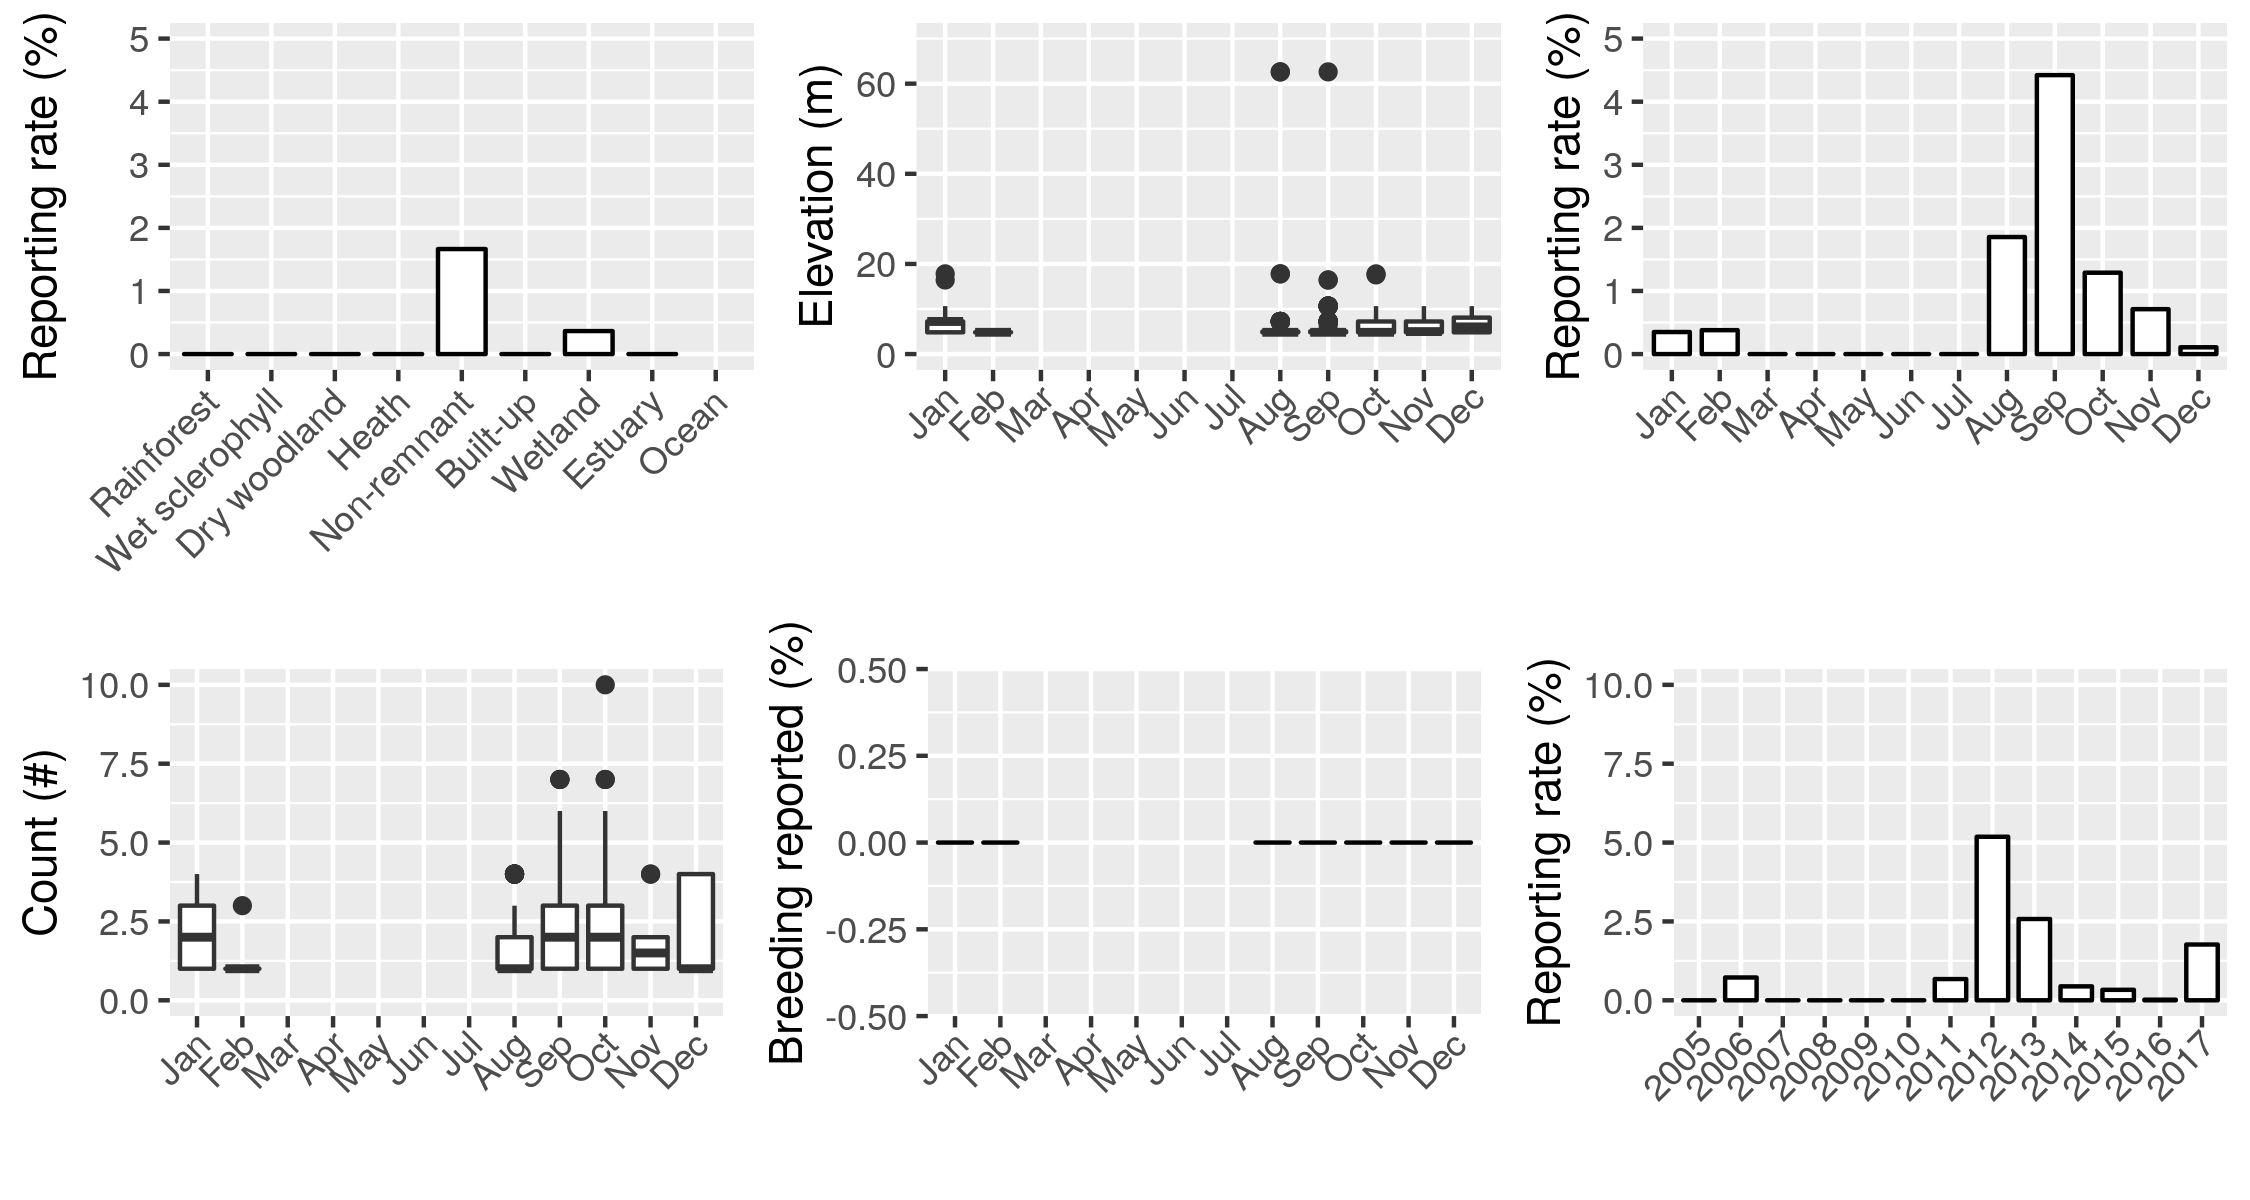 Reporting rate (%)
5
4
3
2
1
0
Rainforest
Wet sclerophyll
Dry woodland
Heath
Non-remnant
Built-up
Wetland
Estuary
Ocean
Elevation (m)
60
40
20
0
Jan
Feb
Mar
Apr
May
Jun
Jul
Aug
Sep
Oct
Nov
Dec
Reporting rate (%)
5
4
3
2
1
0
Jan
Feb
Mar
Apr
May
Jun
Jul
Aug
Sep
Oct
Nov
Dec
Count (#)
10.0
7.5
5.0
2.5
0.0
Jan
Feb
Mar
Apr
May
Jun
Jul
Aug
Sep
Oct
Nov
Dec
Breeding reported (%)
0.50
0.25
0.00
-0.25
-0.50
Jan
Feb
Mar
Apr
May
Jun
Jul
Aug
Sep
Oct
Nov
Dec
Reporting rate (%)
10.0
7.5
5.0
2.5
0.0
2005
2006
2007
2008
2009
2010
2011
2012
2013
2014
2015
2016
2017